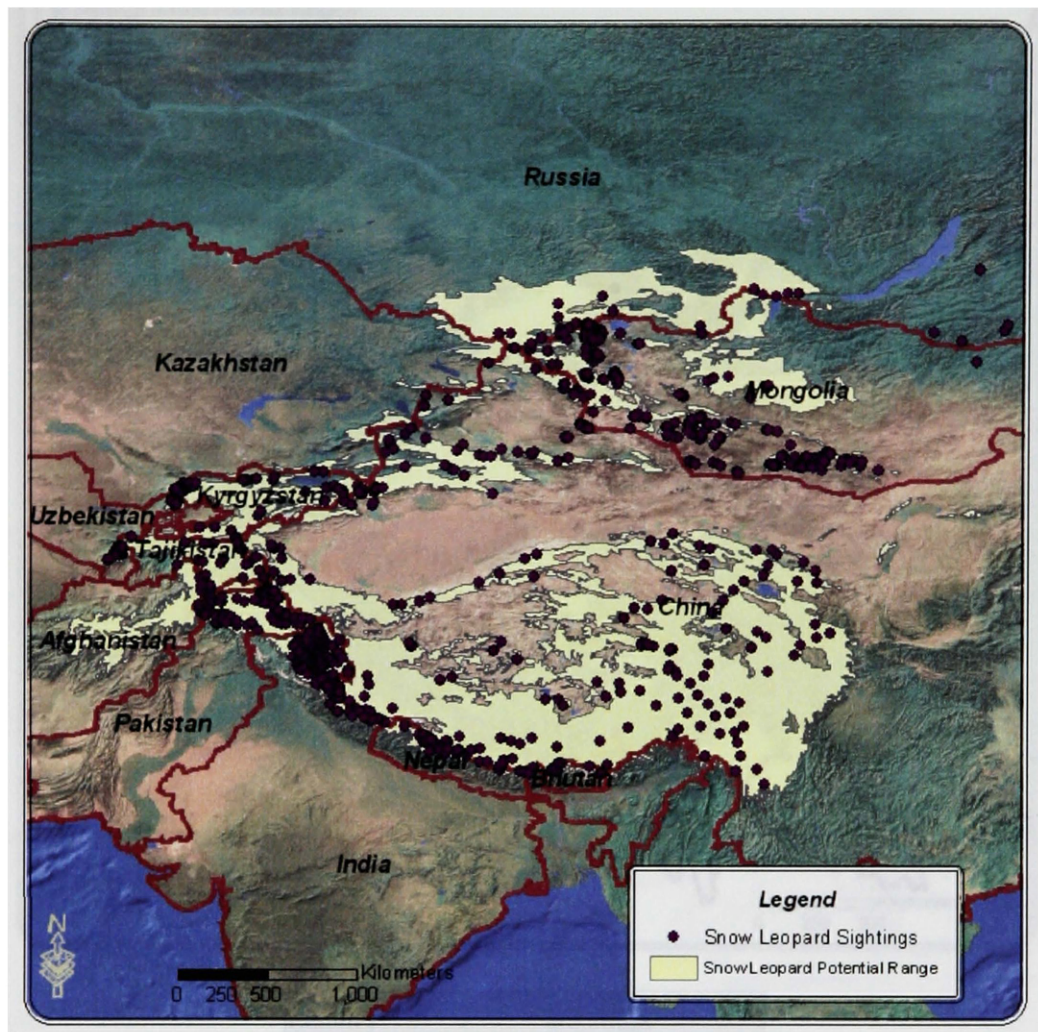 Russia
Kazakhstan
Mongolia
Kyrgyzstan
Uzbekistan
Tajikistan
China
Afghanistan
Pakistan
Nepal
Bhutan
India
Legend
Snow Leopard Sightings
Snow Leopard Potential Range
N
Kilometers
0 250 500 1,000